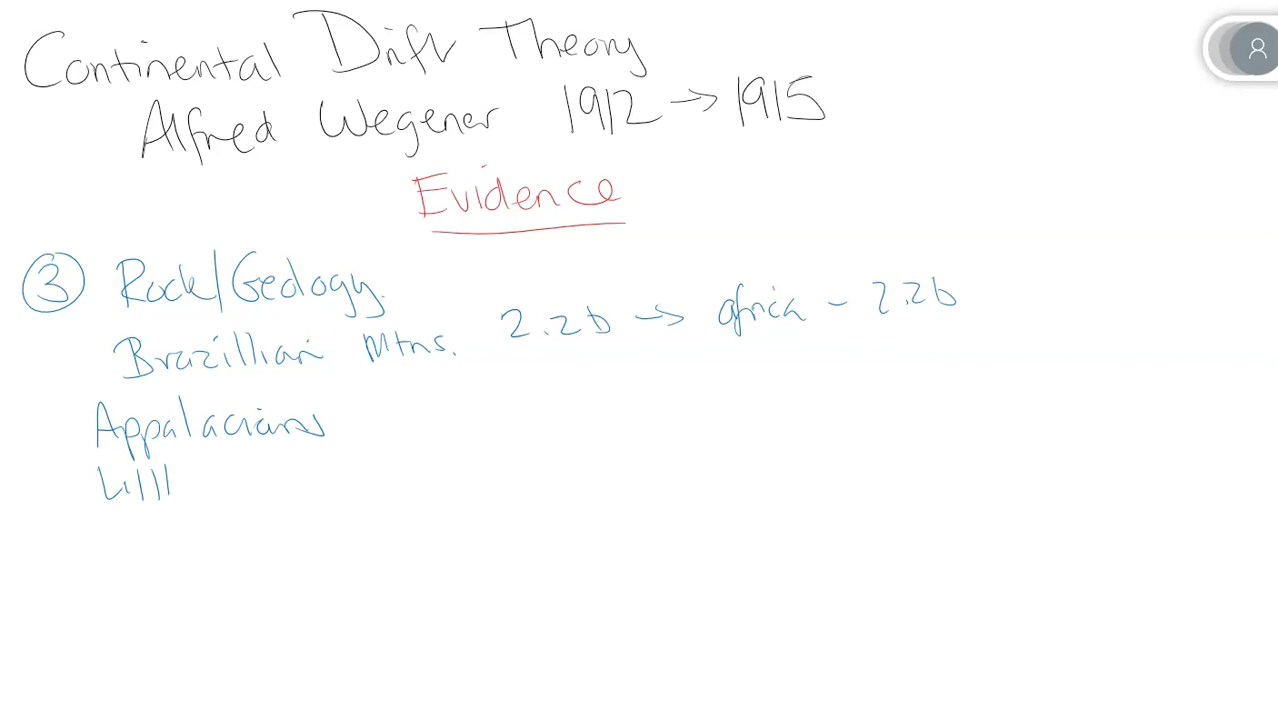 Continental Drift Theory
Alfred Wegener 1912 → 1915
Evidence
③ Rock/Geology.
Brazillian Mtns. 2.2b → africa - 2.2b
Appalacians